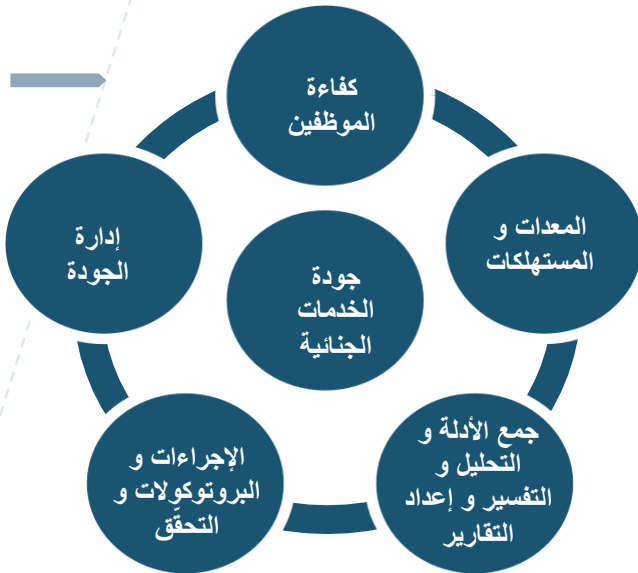 كفاءة
الموظفين
المعدات و
المستهلكات
إدارة
الجودة
جودة
الخدمات
الجنائية
جمع الأدلة و
التحليل و
التفسير و إعداد
التقارير
الإجراءات و
البروتوكولات و
التحقّق